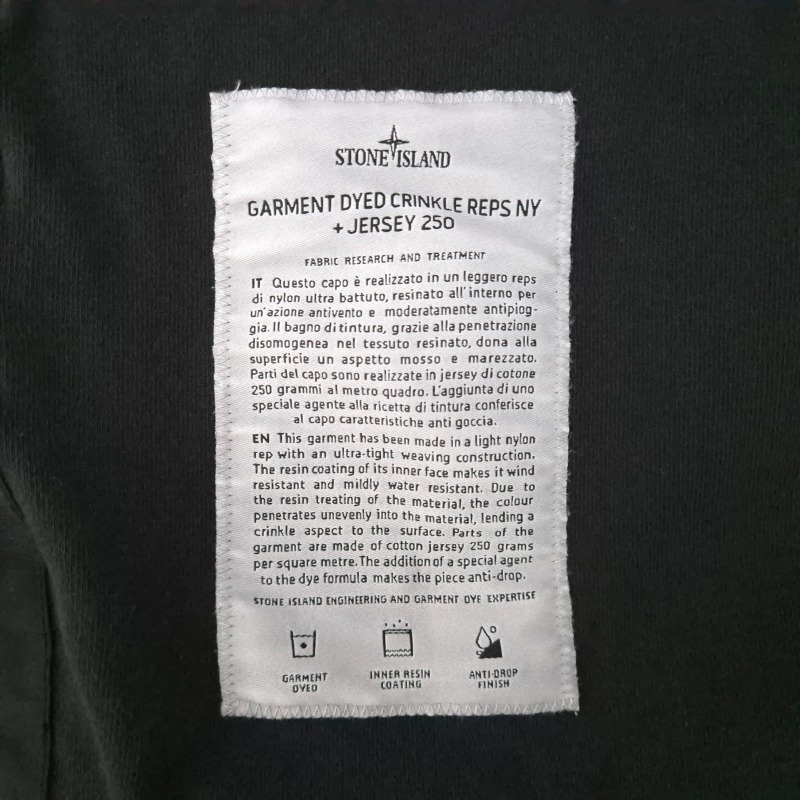 STONE ISLAND
GARMENT DYED CRINKLE REPS NY
+ JERSEY 250
FABRIC RESEARCH AND TREATMENT
IT Questo capo è realizzato in un leggero reps
di nylon ultra battuto, resinato all'interno per
un'azione antivento e moderatamente antipiog-
gia. Il bagno di tintura, grazie alla penetrazione
disomogenea nel tessuto resinato, dona alla
superficie un aspetto mosso e marezzato.
Parti del capo sono realizzate in jersey di cotone
250 grammi al metro quadro. L'aggiunta di uno
speciale agente alla ricetta di tintura conferisce
al capo caratteristiche anti goccia.
EN This garment has been made in a light nylon
rep with an ultra-tight weaving construction.
The resin coating of its inner face makes it wind
resistant and mildly water resistant. Due to
the resin treating of the material, the colour
penetrates unevenly into the material, lending a
crinkle aspect to the surface. Parts of the
garment are made of cotton jersey 250 grams
per square metre. The addition of a special agent
to the dye formula makes the piece anti-drop.
STONE ISLAND ENGINEERING AND GARMENT DYE EXPERTISE
GARMENT
DYED
INNER RESIN
COATING
ANTI-DROP
FINISH